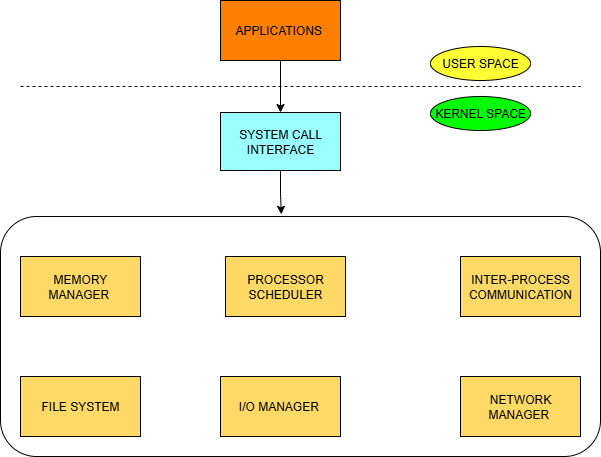 APPLICATIONS
USER SPACE
KERNEL SPACE
SYSTEM CALL
INTERFACE
MEMORY
MANAGER
PROCESSOR
SCHEDULER
INTER-PROCESS
COMMUNICATION
FILE SYSTEM
I/O MANAGER
NETWORK
MANAGER